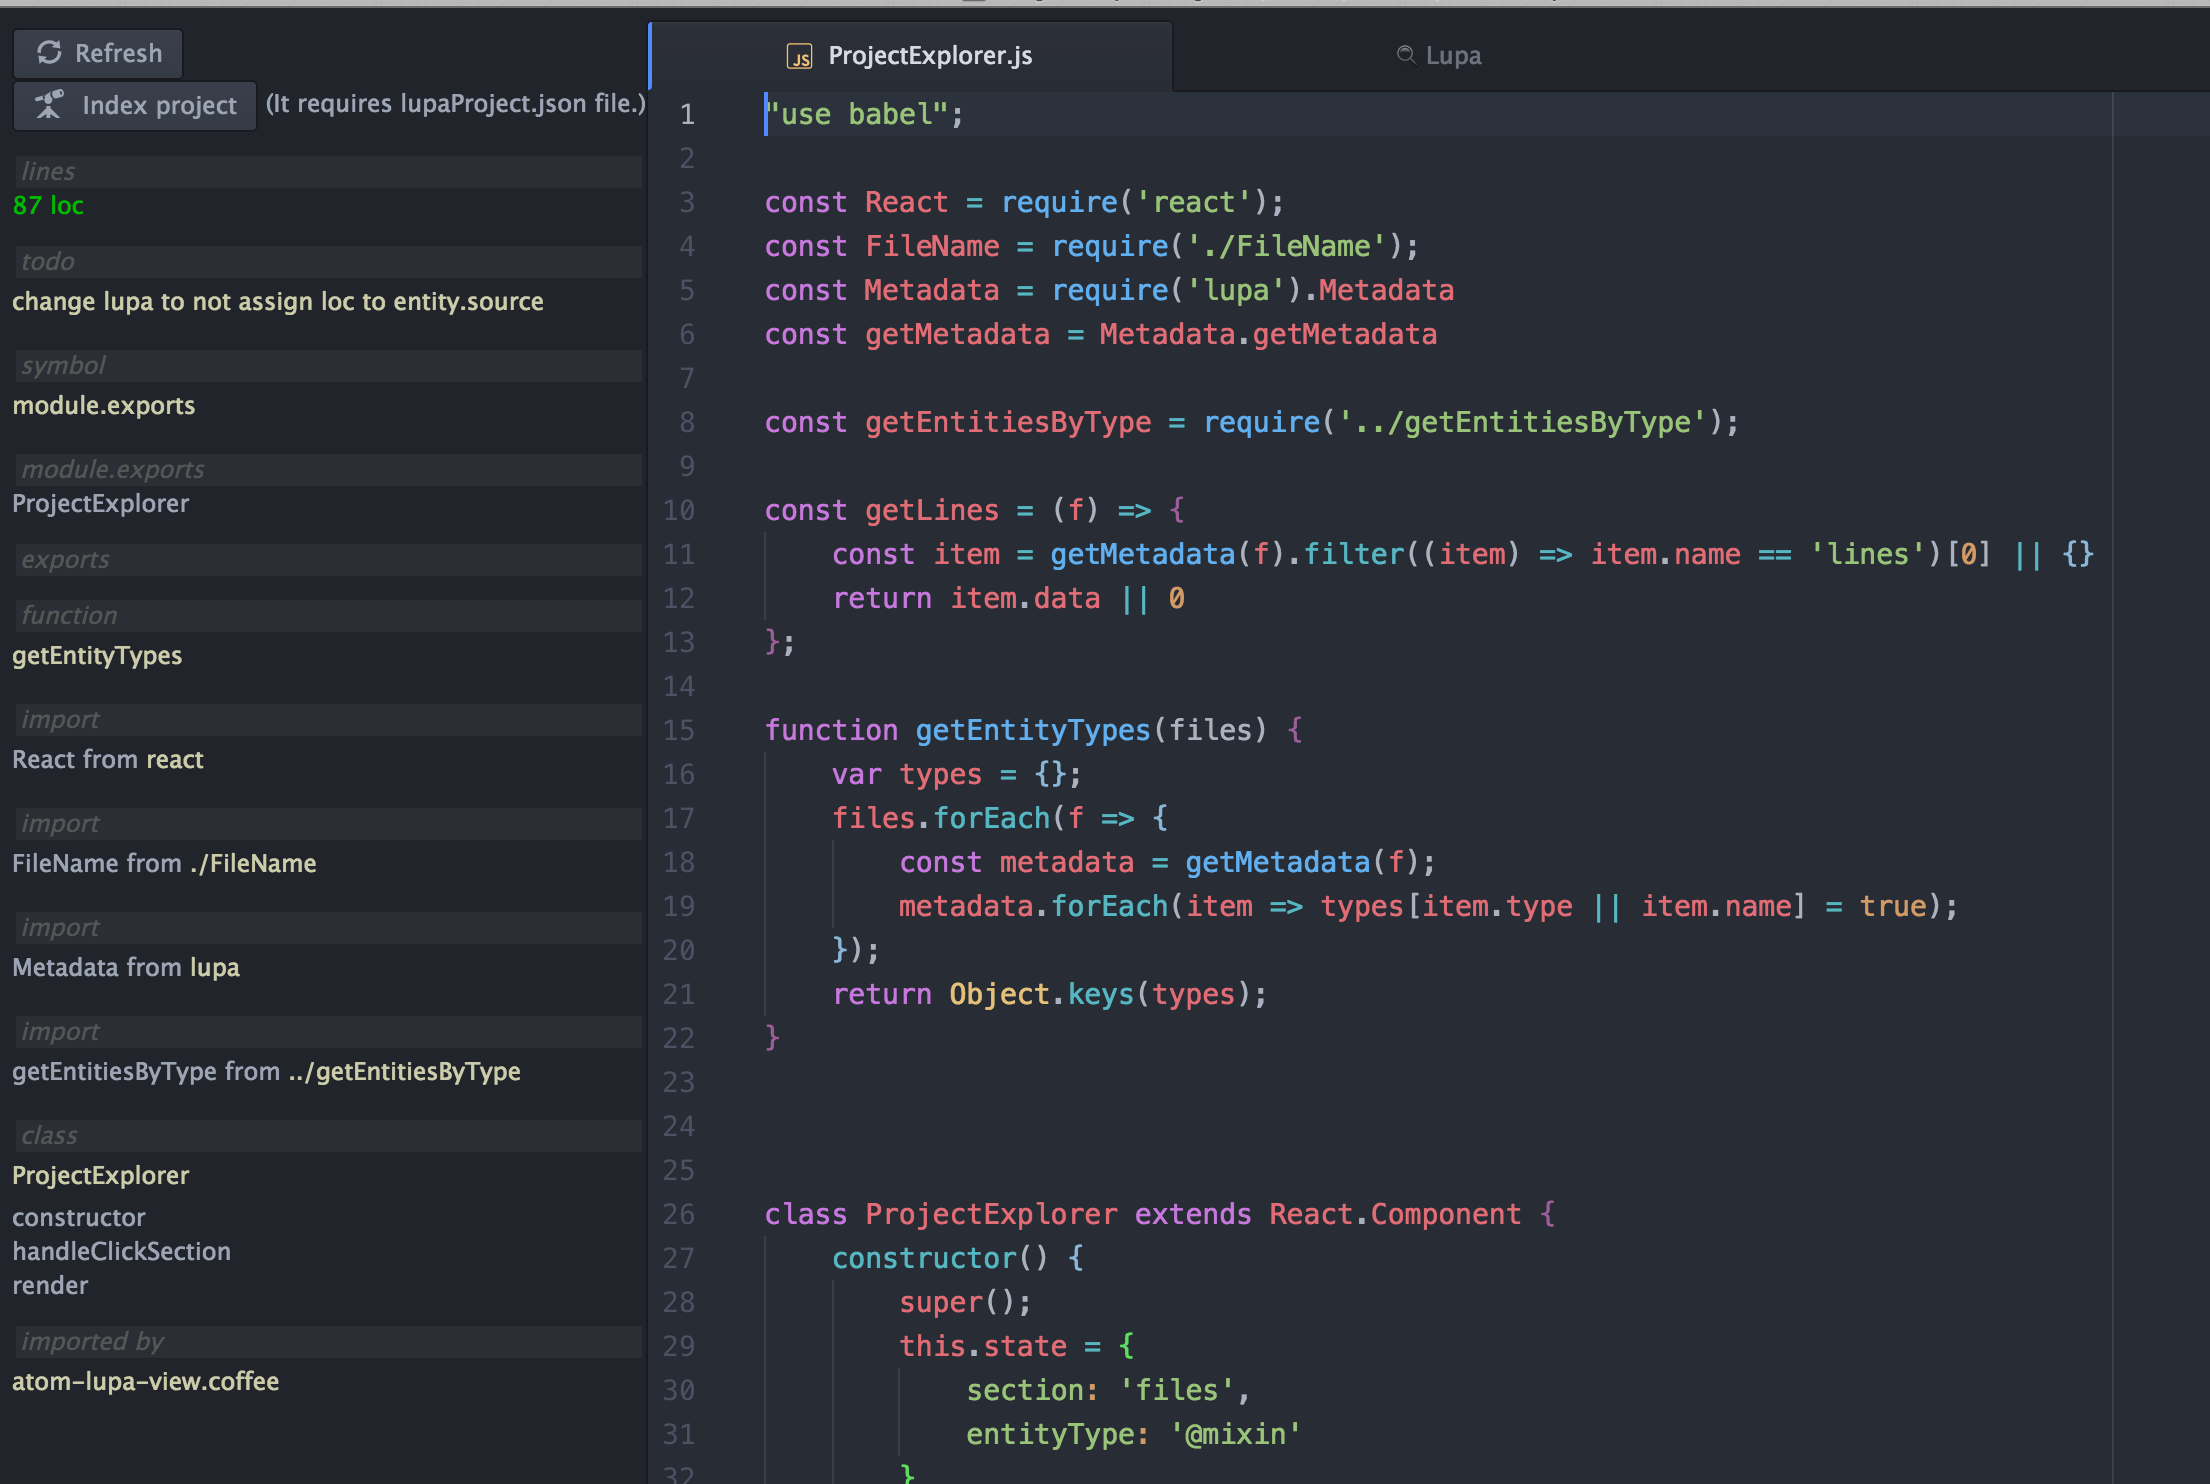 Refresh
Index project (It requires lupaProject.json file.)
lines
87 loc
todo
change lupa to not assign loc to entity.source
symbol
module.exports
module.exports
ProjectExplorer
exports
function
getEntityTypes
import
React from react
import
FileName from ./FileName
import
Metadata from lupa
import
getEntitiesByType from ../getEntitiesByType
class
ProjectExplorer
constructor
handleClickSection
render
imported by
atom-lupa-view.coffee
JS ProjectExplorer.js
Lupa
1 "use babel";
2
3 const React = require('react');
4 const FileName = require('./FileName');
5 const Metadata = require('lupa').Metadata
6 const getMetadata = Metadata.getMetadata
7
8 const getEntitiesByType = require('../getEntitiesByType');
9
10 const getLines = (f) => {
11     const item = getMetadata(f).filter((item) => item.name == 'lines')[0] || {}
12     return item.data || 0
13 };
14
15 function getEntityTypes(files) {
16     var types = {};
17     files.forEach(f => {
18         const metadata = getMetadata(f);
19         metadata.forEach(item => types[item.type || item.name] = true);
20     });
21     return Object.keys(types);
22 }
23
24
25
26 class ProjectExplorer extends React.Component {
27     constructor() {
28         super();
29         this.state = {
30             section: 'files',
31             entityType: '@mixin'
32         }